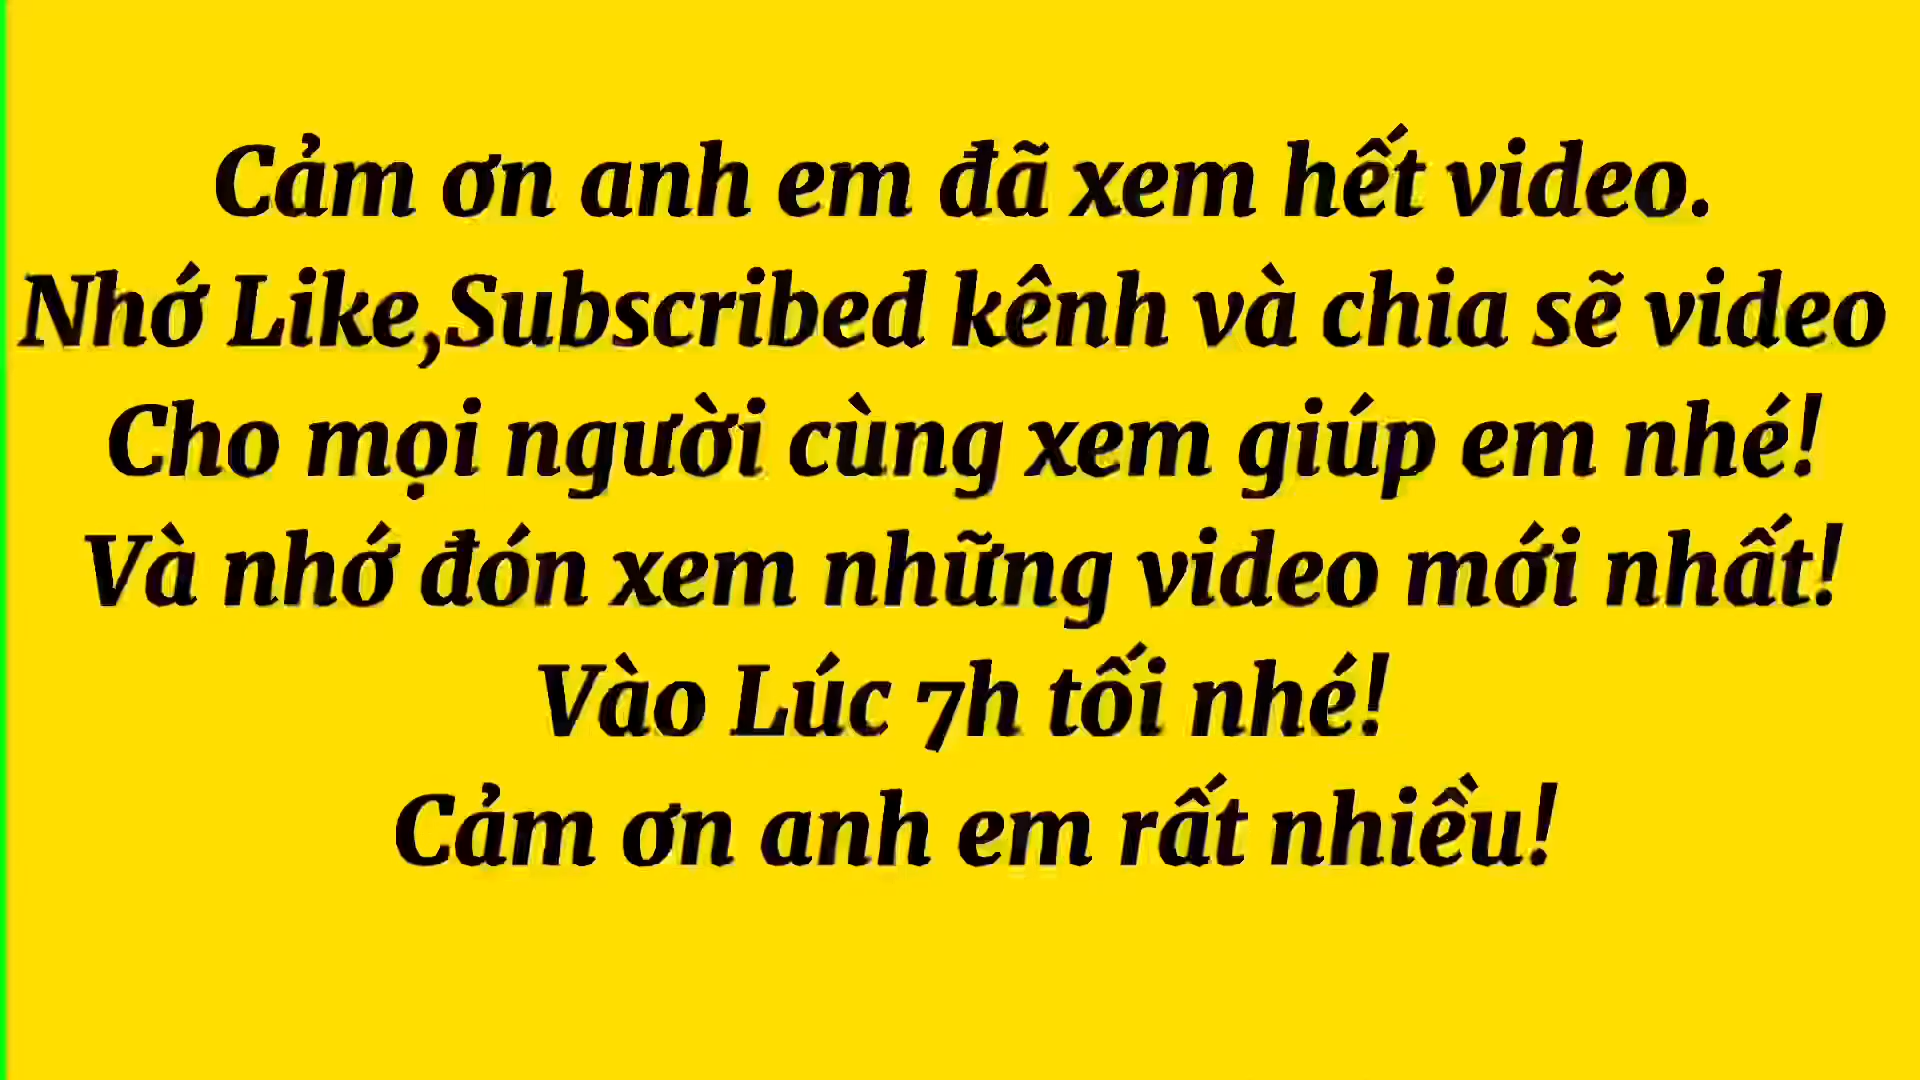 Cảm ơn anh em đã xem hết video.
Nhớ Like,Subscribed kênh và chia sẽ video
Cho mọi người cùng xem giúp em nhé!
Và nhớ đón xem những video mới nhất!
Vào Lúc 7h tối nhé!
Cảm ơn anh em rất nhiều!